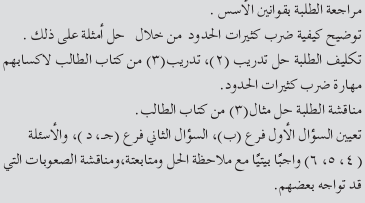 مراجعة الطلبة بقوانين الأسس .
توضيح كيفية ضرب كثيرات الحدود من خلال حل أمثلة على ذلك .
تكليف الطلبة حل تدريب (٢)، تدريب(٣) من كتاب الطالب لاكسابهم
مهارة ضرب كثيرات الحدود.
مناقشة الطلبة حل مثال(٣) من كتاب الطالب.
تعيين السؤال الأول فرع (ب)، السؤال الثاني فرع (جـ، د )، والأسئلة
(٤ ، ٥ ، ٦) واجبًا بيتيًا مع ملاحظة الحل ومتابعتة،ومناقشة الصعوبات التي
قد تواجه بعضهم.